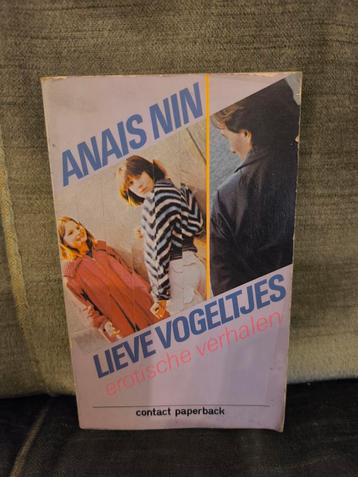 ANAIS NIN
LIEVE VOGELTJES
erotische verhalen
contact paperback